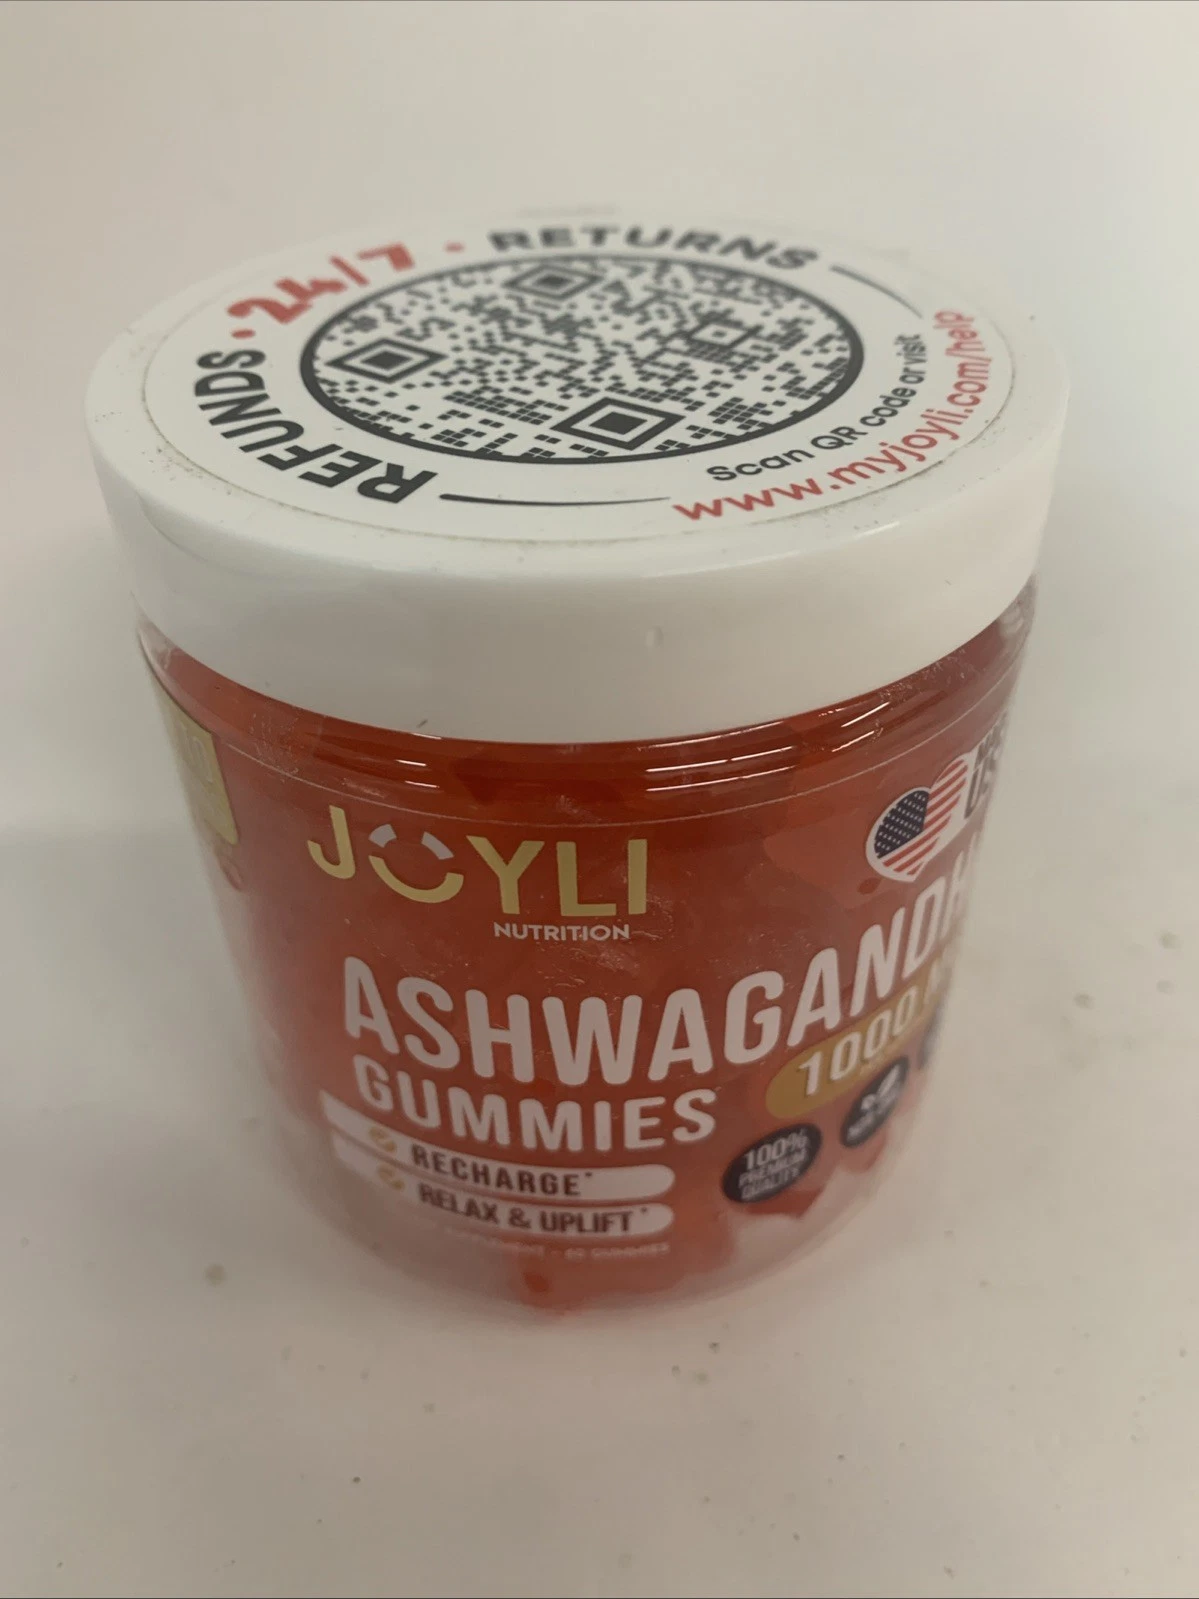 REFUNDS • 24/7 • RETURNS
Scan QR code or visit
www.myjoyli.com/help
JOYLI
NUTRITION
ASHWAGANDH
1000
GUMMIES
RECHARGE*
RELAX & UPLIFT*
100%
PREMIUM
QUALITY